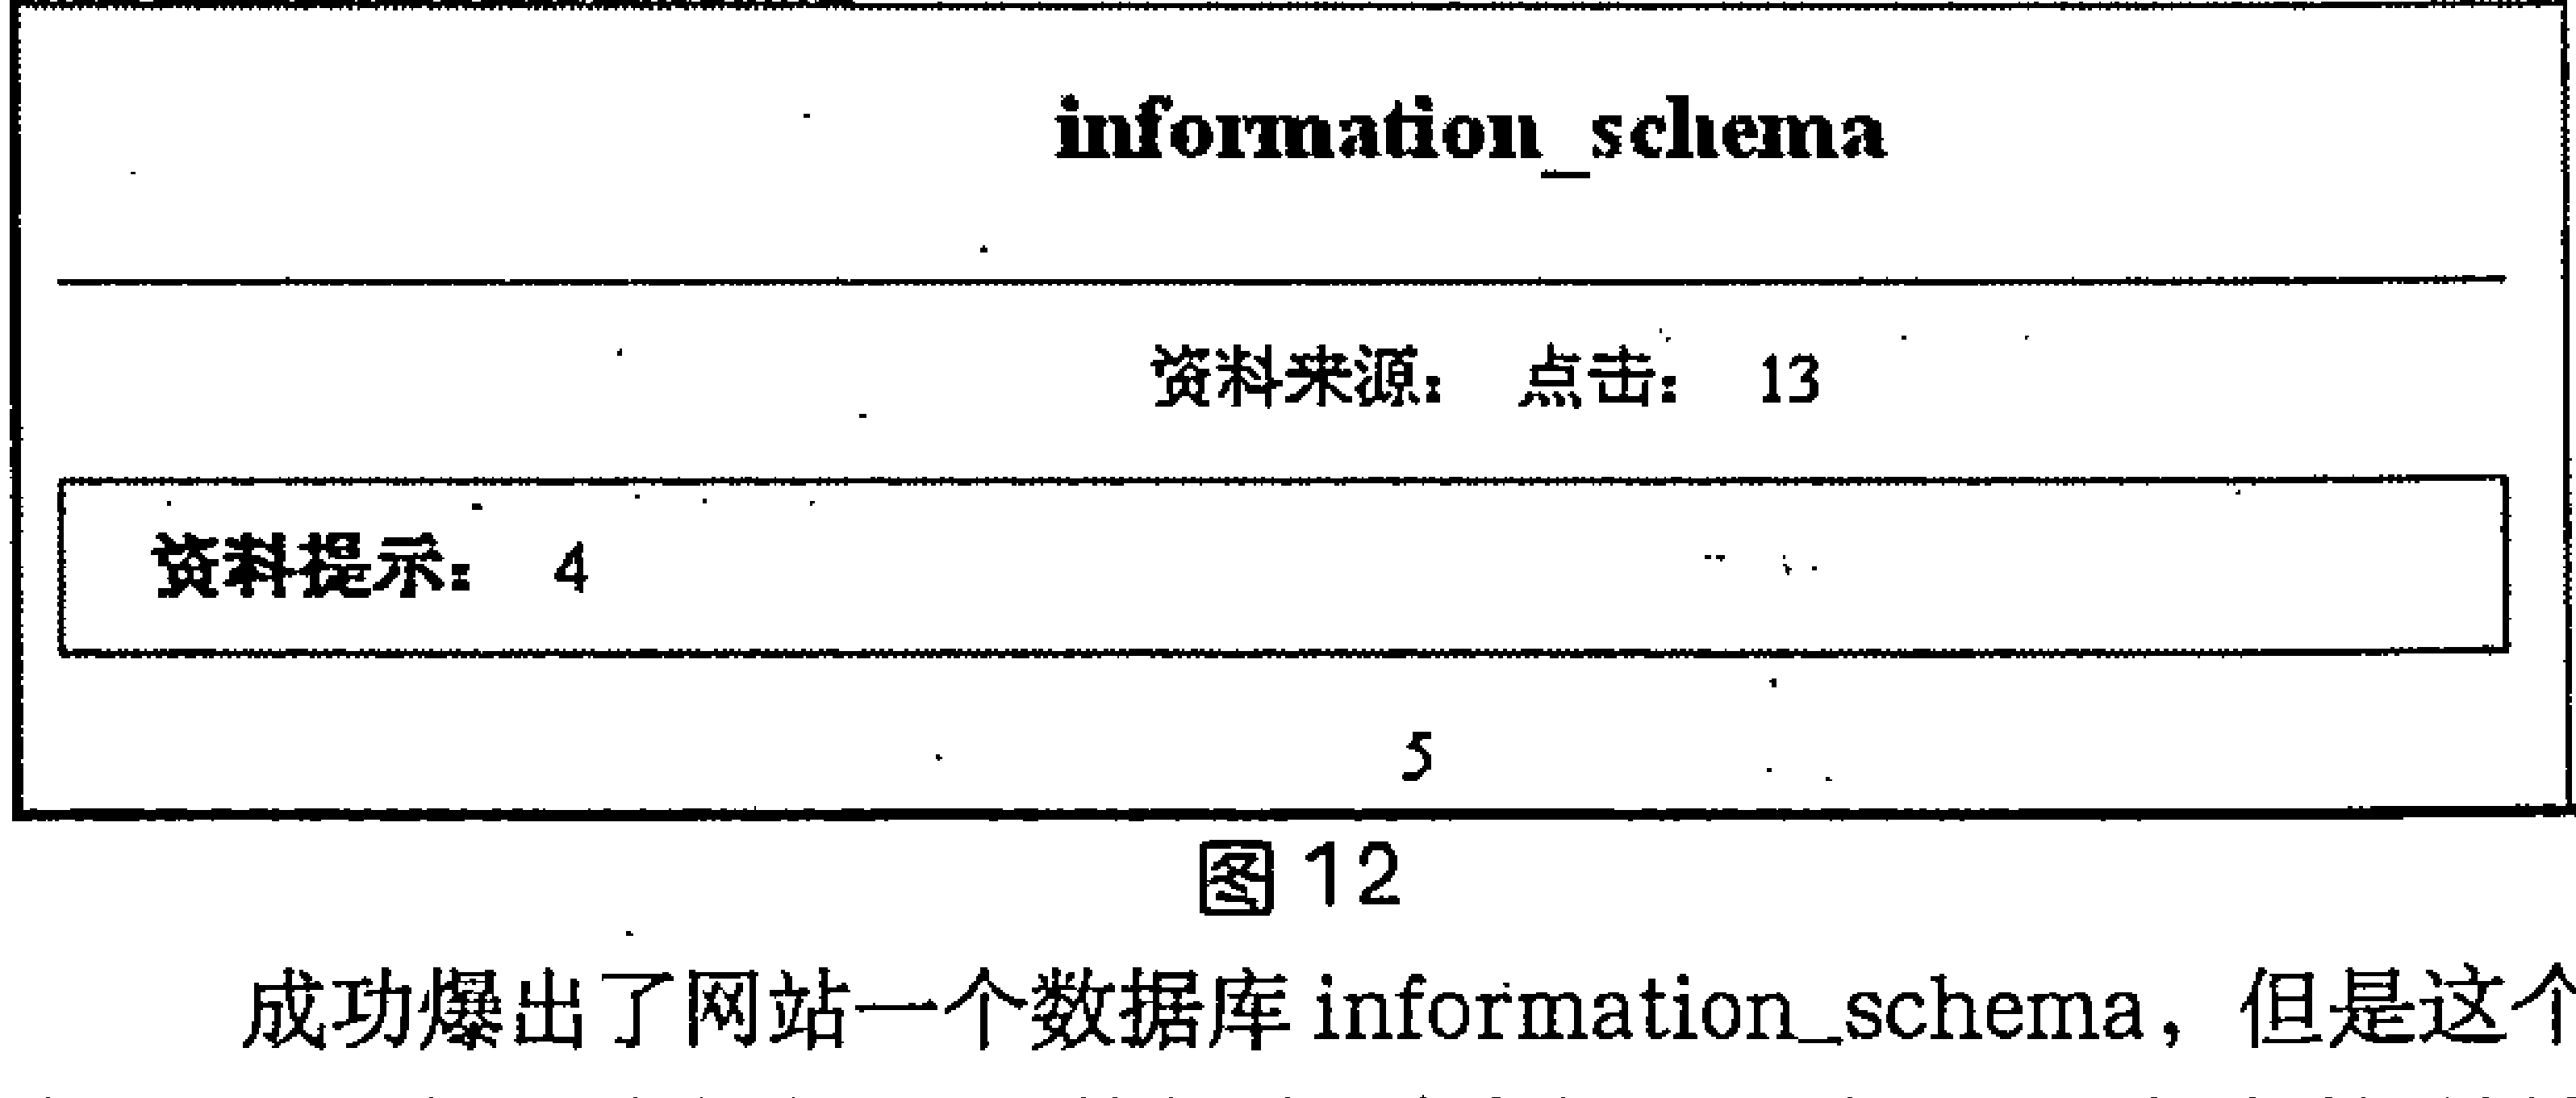 information_schema
资料来源： 点击： 13
资料提示： 4
5
图 12
成功爆出了网站一个数据库 information_schema，但是这个